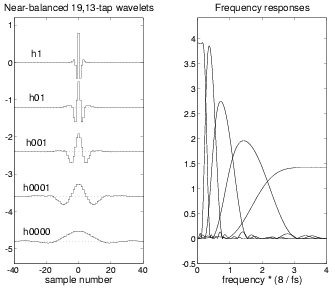 Near-balanced 19,13-tap wavelets
1
0
-1
-2
-3
-4
-5
h1
h01
h001
h0001
h0000
-40 -20 0 20 40
sample number
Frequency responses
4
3.5
3
2.5
2
1.5
1
0.5
0
-0.5
0 1 2 3 4
frequency * (8 / fs)